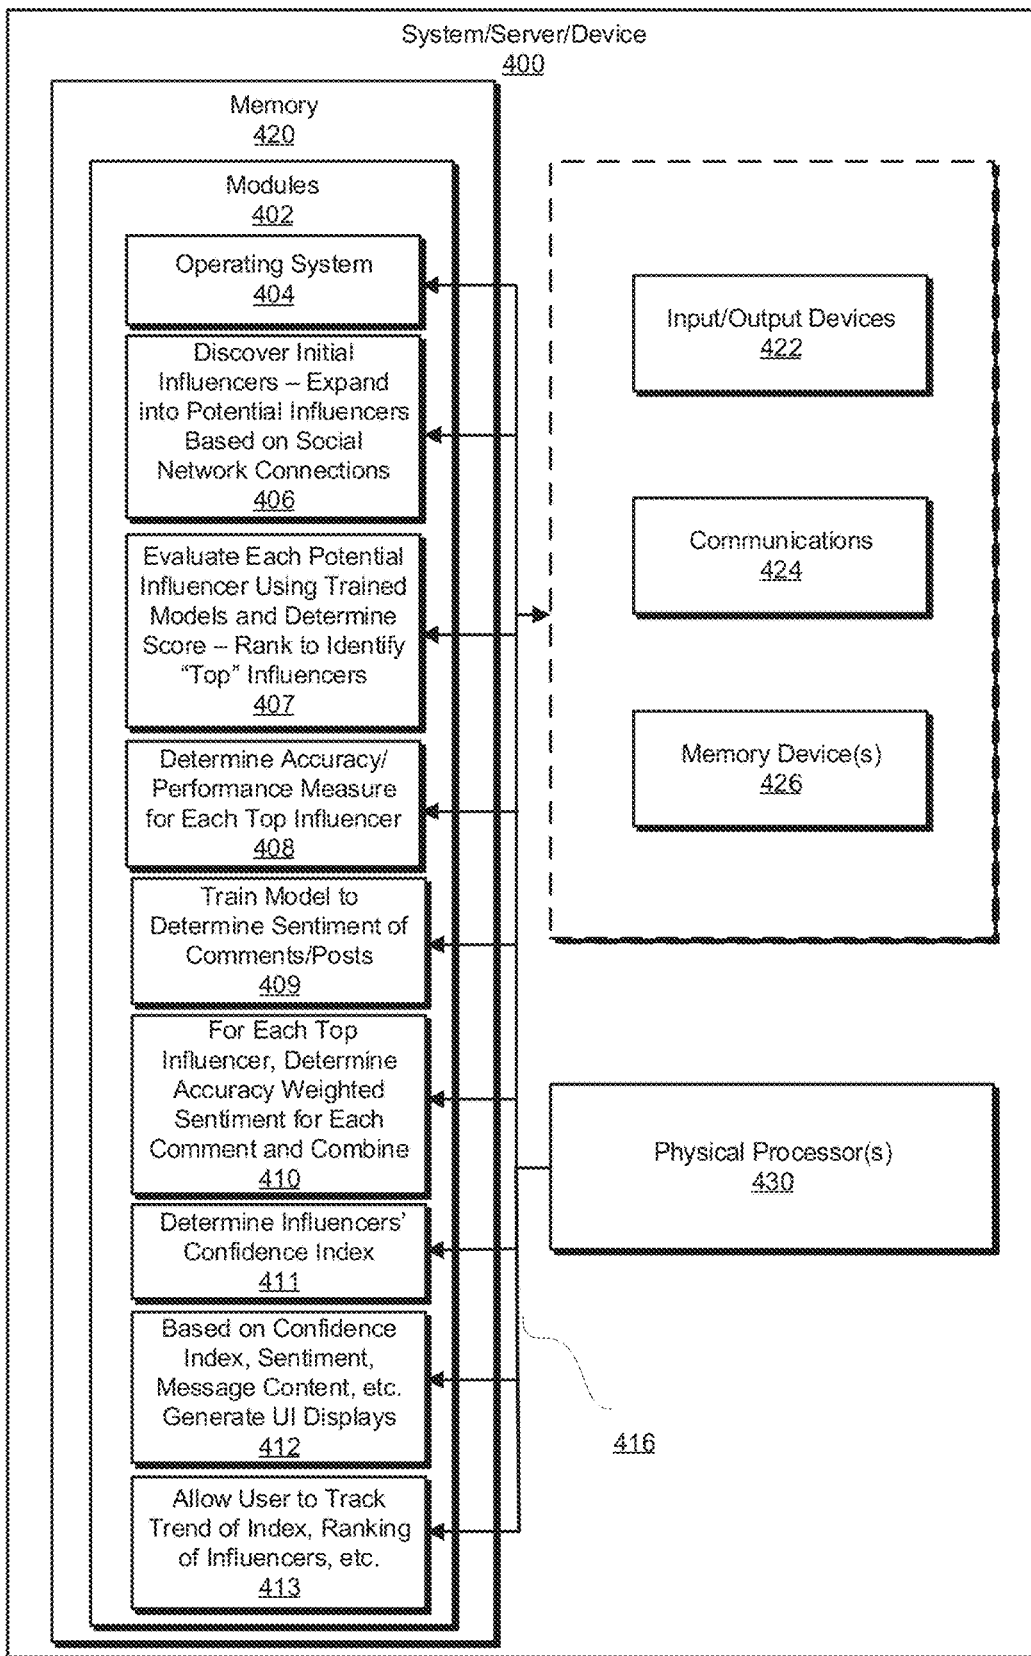 System/Server/Device
400
Memory
420
Modules
402
Operating System
404
Discover Initial
Influencers – Expand
into Potential Influencers
Based on Social
Network Connections
406
Evaluate Each Potential
Influencer Using Trained
Models and Determine
Score – Rank to Identify
“Top” Influencers
407
Determine Accuracy/
Performance Measure
for Each Top Influencer
408
Train Model to
Determine Sentiment of
Comments/Posts
409
For Each Top
Influencer, Determine
Accuracy Weighted
Sentiment for Each
Comment and Combine
410
Determine Influencers’
Confidence Index
411
Based on Confidence
Index, Sentiment,
Message Content, etc.
Generate UI Displays
412
Allow User to Track
Trend of Index, Ranking
of Influencers, etc.
413
Input/Output Devices
422
Communications
424
Memory Device(s)
426
Physical Processor(s)
430
416